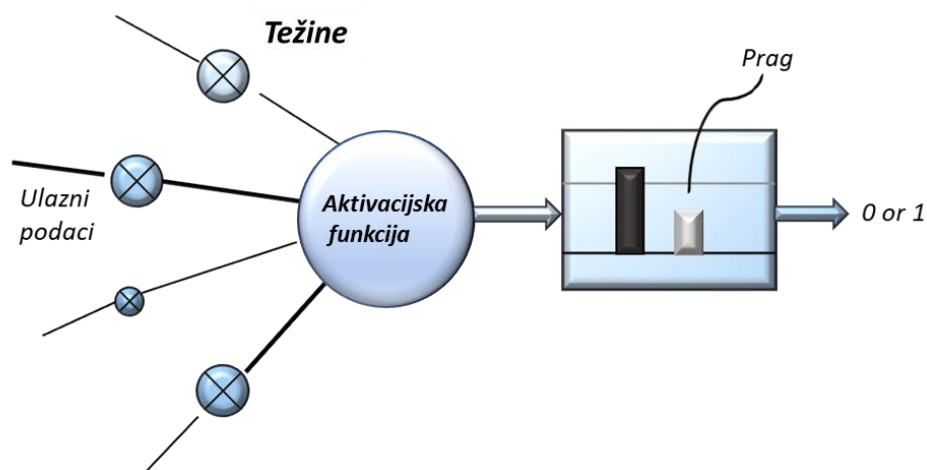 Težine
Prag
Ulazni
podaci
Aktivacijska
funkcija
0 or 1